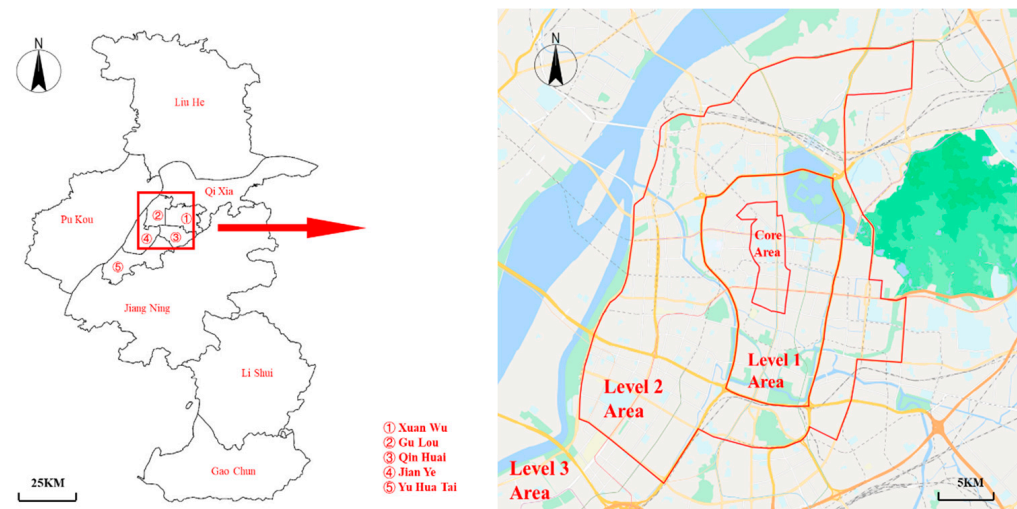 N
Liu He
Qi Xia
Pu Kou
②
①
④
③
⑤
Jiang Ning
Li Shui
Gao Chun
① Xuan Wu
② Gu Lou
③ Qin Huai
④ Jian Ye
⑤ Yu Hua Tai
25KM
N
Core
Area
Level 1
Area
Level 2
Area
Level 3
Area
5KM